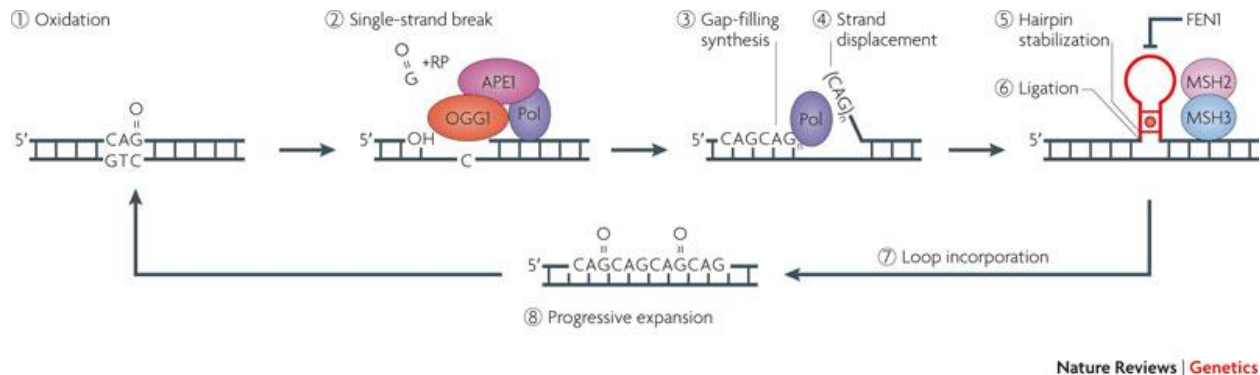 ① Oxidation
② Single-strand break
③ Gap-filling
synthesis
④ Strand
displacement
⑤ Hairpin
stabilization
FEN1
⑥ Ligation
O
=
G
+RP
APE1
OGG1
Pol
(CAG)n
Pol
MSH2
MSH3
O
=
5′
CAG
GTC
5′
OH
C
5′
CAGCAG
n
5′
⑦ Loop incorporation
O
=
O
=
5′
CAGCAGCAGCAG
⑧ Progressive expansion
Nature Reviews | Genetics